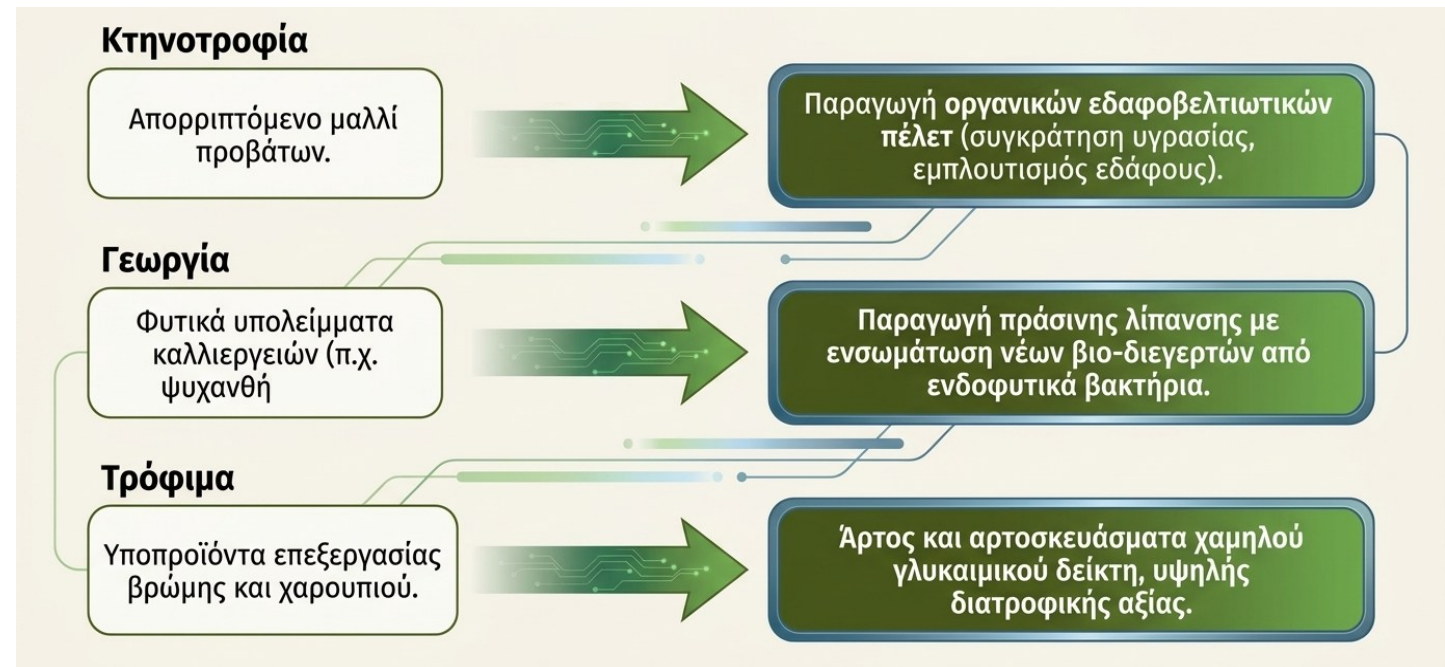 Κτηνοτροφία
Απορριπτόμενο μαλλί
προβάτων.
Παραγωγή οργανικών εδαφοβελτιωτικών
πέλετ (συγκράτηση υγρασίας,
εμπλουτισμός εδάφους).
Γεωργία
Φυτικά υπολείμματα
καλλιεργειών (π.χ.
ψυχανθή
Παραγωγή πράσινης λίπανσης με
ενσωμάτωση νέων βιο-διεγερτών από
ενδοφυτικά βακτήρια.
Τρόφιμα
Υποπροϊόντα επεξεργασίας
βρώμης και χαρουπιού.
Άρτος και αρτοσκευάσματα χαμηλού
γλυκαιμικού δείκτη, υψηλής
διατροφικής αξίας.